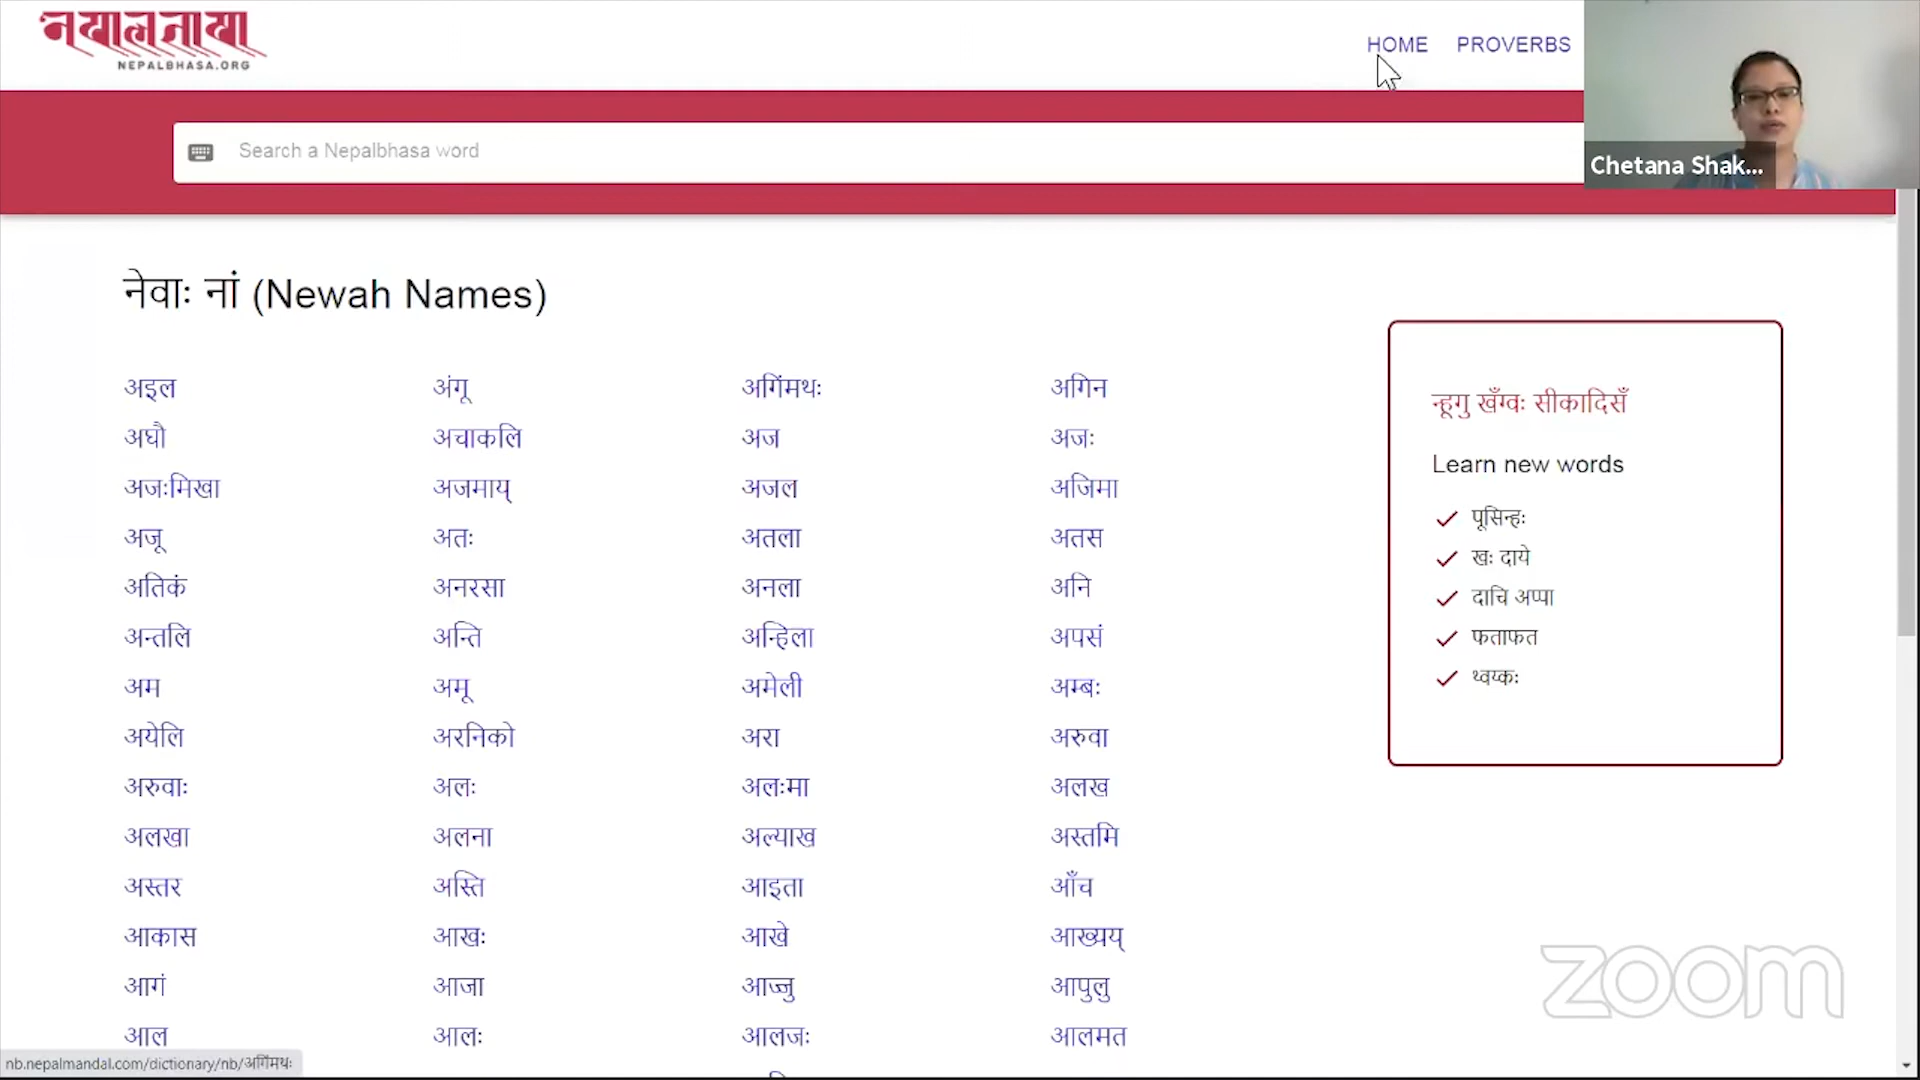 नेपालभाषा
NEPALBHASA.ORG
HOME PROVERBS
Search a Nepalbhasa word
Chetana Shak...
नेवाः नां (Newah Names)
अइल अंगू अगिंमथः अगिन
अघौ अचाकलि अज अजः
अजःमिखा अजमाय् अजल अजिमा
अजू अतः अतला अतस
अतिकं अनरसा अनला अनि
अन्तलि अन्ति अन्हिला अपसं
अम अमू अमेली अम्बः
अयेलि अरनिको अरा अरुवा
अरुवाः अलः अलःमा अलख
अलखा अलना अल्याख अस्तमि
अस्तर अस्ति आइता आँच
आकास आखः आखे आख्यय्
आगं आजा आज्जु आपुलु
आल आलः आलजः आलमत
न्हूगु खँग्वः सीकादिसँ
Learn new words
पूसिन्हः
खः दाये
दाचि अप्पा
फताफत
थ्वय्कः
zoom
nb.nepalmandal.com/dictionary/nb/अगिंमथः